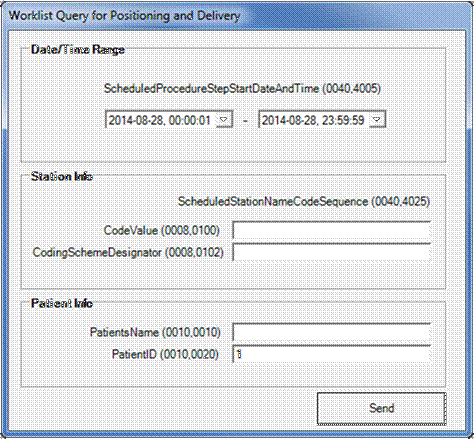 Worklist Query for Positioning and Delivery
Date/Time Range
ScheduledProcedureStepStartDateAndTime (0040,4005)
2014-08-28, 00:00:01 - 2014-08-28, 23:59:59
Station Info
ScheduledStationNameCodeSequence (0040,4025)
CodeValue (0008,0100)
CodingSchemeDesignator (0008,0102)
Patient Info
PatientsName (0010,0010)
PatientID (0010,0020) 1
Send